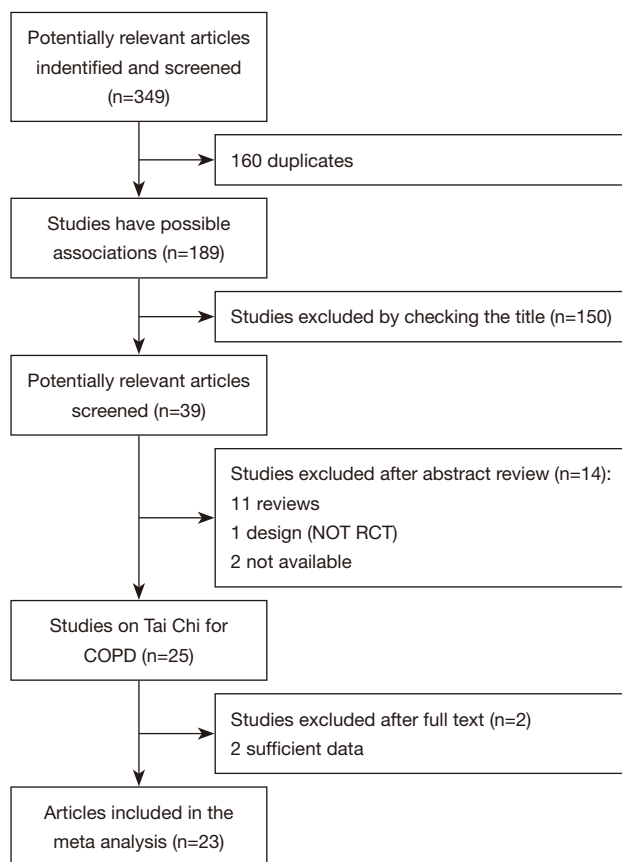 Potentially relevant articles
indentified and screened
(n=349)
160 duplicates
Studies have possible
associations (n=189)
Studies excluded by checking the title (n=150)
Potentially relevant articles
screened (n=39)
Studies excluded after abstract review (n=14):
11 reviews
1 design (NOT RCT)
2 not available
Studies on Tai Chi for
COPD (n=25)
Studies excluded after full text (n=2)
2 sufficient data
Articles included in the
meta analysis (n=23)